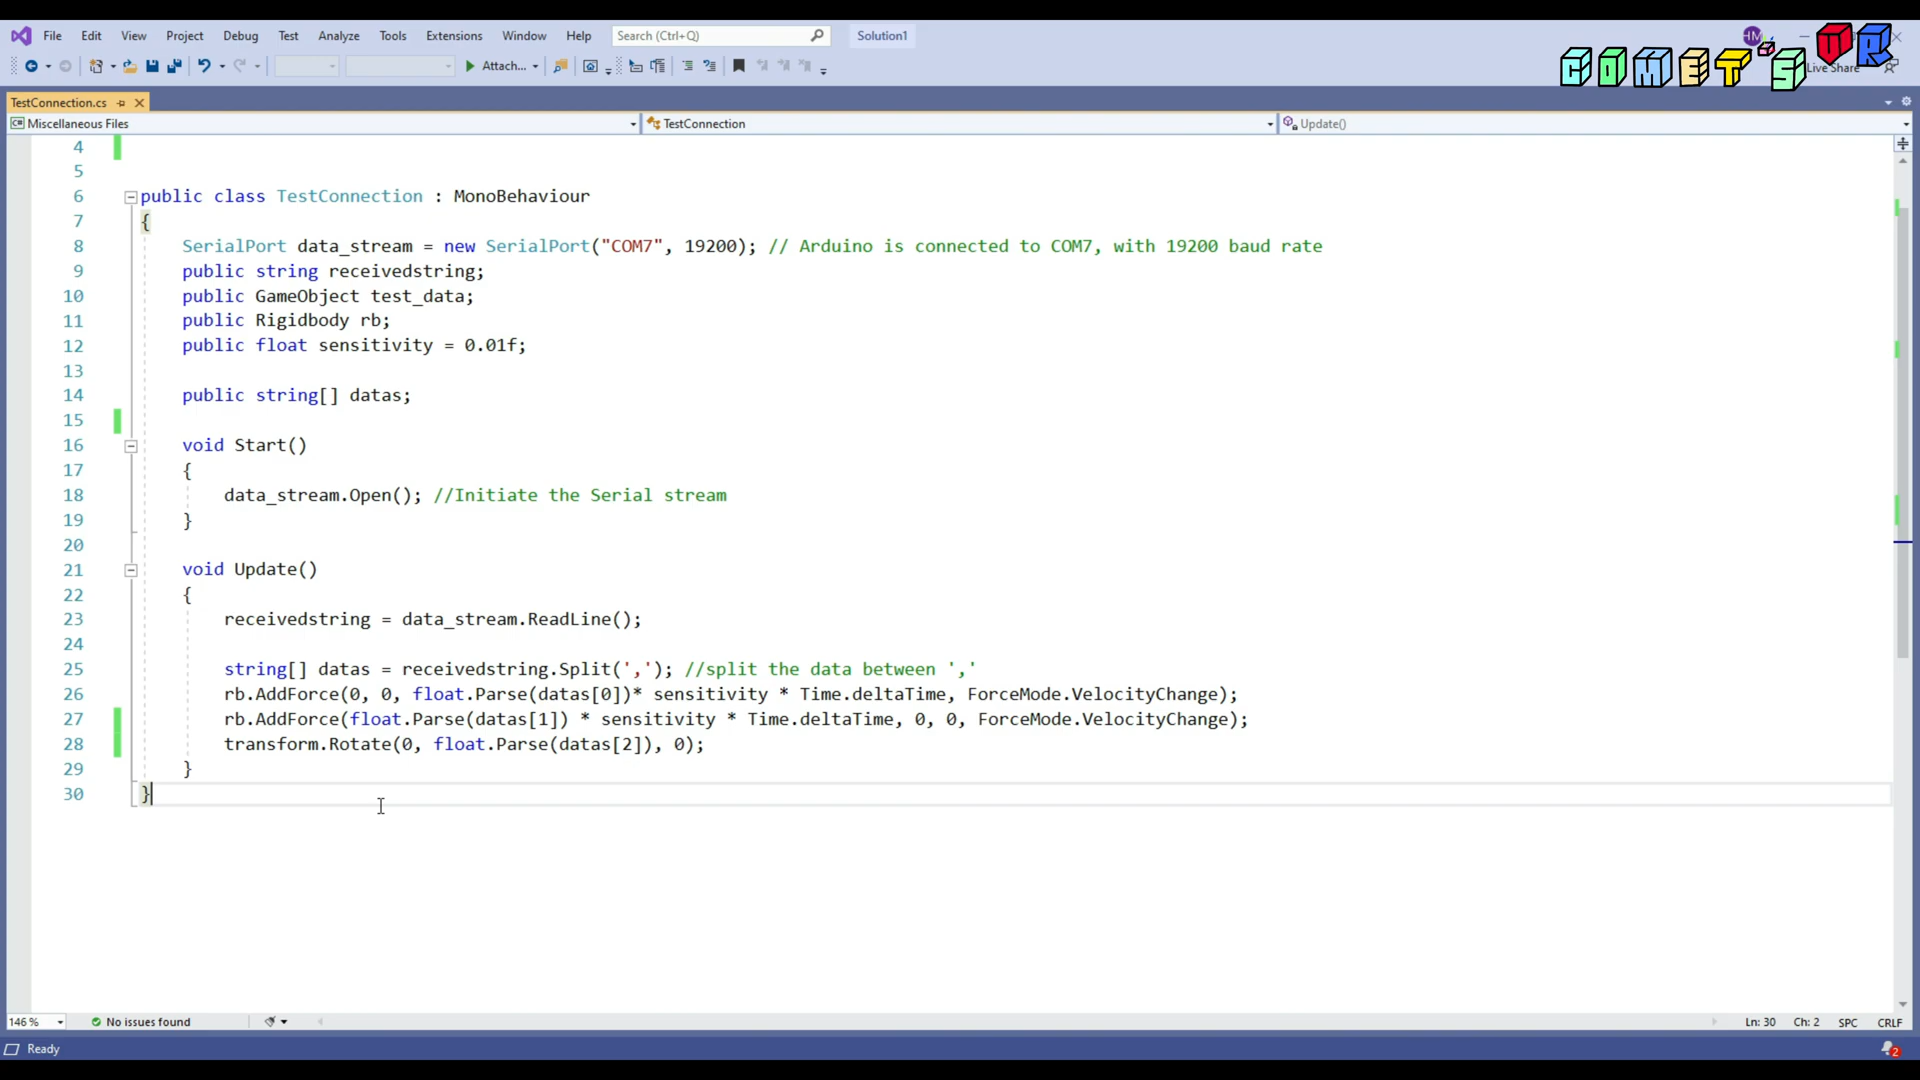 File Edit View Project Debug Test Analyze Tools Extensions Window Help Search (Ctrl+Q) Solution1
COMET'S VR
Attach... Live Share
TestConnection.cs
Miscellaneous Files TestConnection Update()
4
5
6 public class TestConnection : MonoBehaviour
7 {
8 SerialPort data_stream = new SerialPort("COM7", 19200); // Arduino is connected to COM7, with 19200 baud rate
9 public string receivedstring;
10 public GameObject test_data;
11 public Rigidbody rb;
12 public float sensitivity = 0.01f;
13
14 public string[] datas;
15
16 void Start()
17 {
18 data_stream.Open(); //Initiate the Serial stream
19 }
20
21 void Update()
22 {
23 receivedstring = data_stream.ReadLine();
24
25 string[] datas = receivedstring.Split(','); //split the data between ','
26 rb.AddForce(0, 0, float.Parse(datas[0])* sensitivity * Time.deltaTime, ForceMode.VelocityChange);
27 rb.AddForce(float.Parse(datas[1]) * sensitivity * Time.deltaTime, 0, 0, ForceMode.VelocityChange);
28 transform.Rotate(0, float.Parse(datas[2]), 0);
29 }
30 }
146 % No issues found Ln: 30 Ch: 2 SPC CRLF
Ready 2